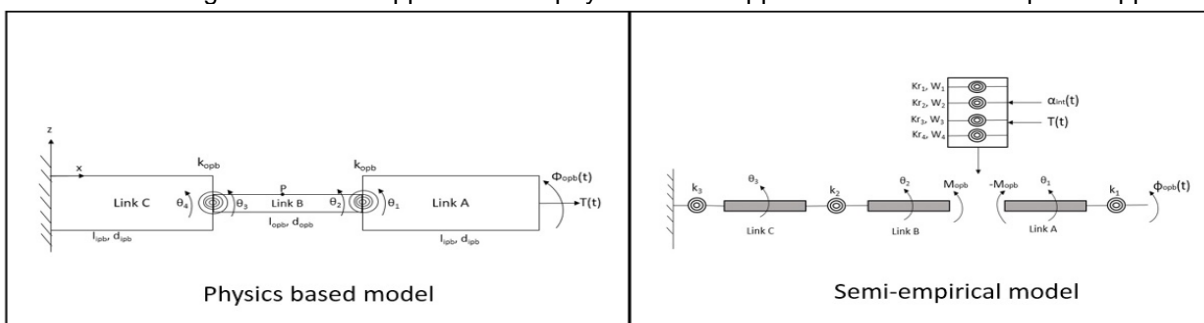 z
x
k_opb
k_opb
Φ_opb(t)
P
θ₄
θ₃
θ₂
θ₁
T(t)
Link C
Link B
Link A
l_opb, d_opb
l_ipb, d_ipb
l_ipb, d_ipb
Physics based model
Kr₁, W₁
Kr₂, W₂
α_int(t)
Kr₃, W₃
T(t)
Kr₄, W₄
θ₃
θ₂
M_opb
-M_opb
θ₁
k₃
k₂
k₁
ϕ_opb(t)
Link C
Link B
Link A
Semi-empirical model